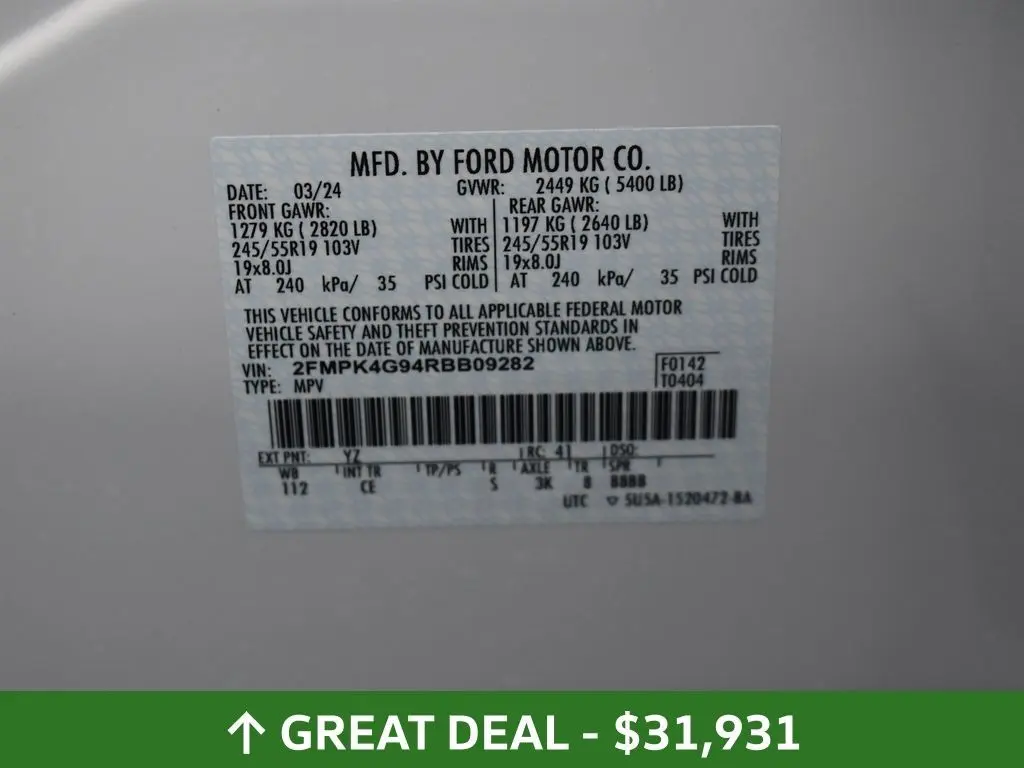 MFD. BY FORD MOTOR CO.
DATE: 03/24 GVWR: 2449 KG ( 5400 LB)
FRONT GAWR: REAR GAWR:
1279 KG ( 2820 LB) WITH 1197 KG ( 2640 LB) WITH
245/55R19 103V TIRES 245/55R19 103V TIRES
19x8.0J RIMS 19x8.0J RIMS
AT 240 kPa/ 35 PSI COLD AT 240 kPa/ 35 PSI COLD
THIS VEHICLE CONFORMS TO ALL APPLICABLE FEDERAL MOTOR
VEHICLE SAFETY AND THEFT PREVENTION STANDARDS IN
EFFECT ON THE DATE OF MANUFACTURE SHOWN ABOVE.
VIN: 2FMPK4G94RBB09282 F0142
TYPE: MPV T0404
EXT PNT: YZ RC: 41 DSO:
WB INT TR TP/PS R AXLE TR SPR
112 CE S 3K 8 BBBB
UTC ▽ SU5A-1520472-BA
↑ GREAT DEAL - $31,931